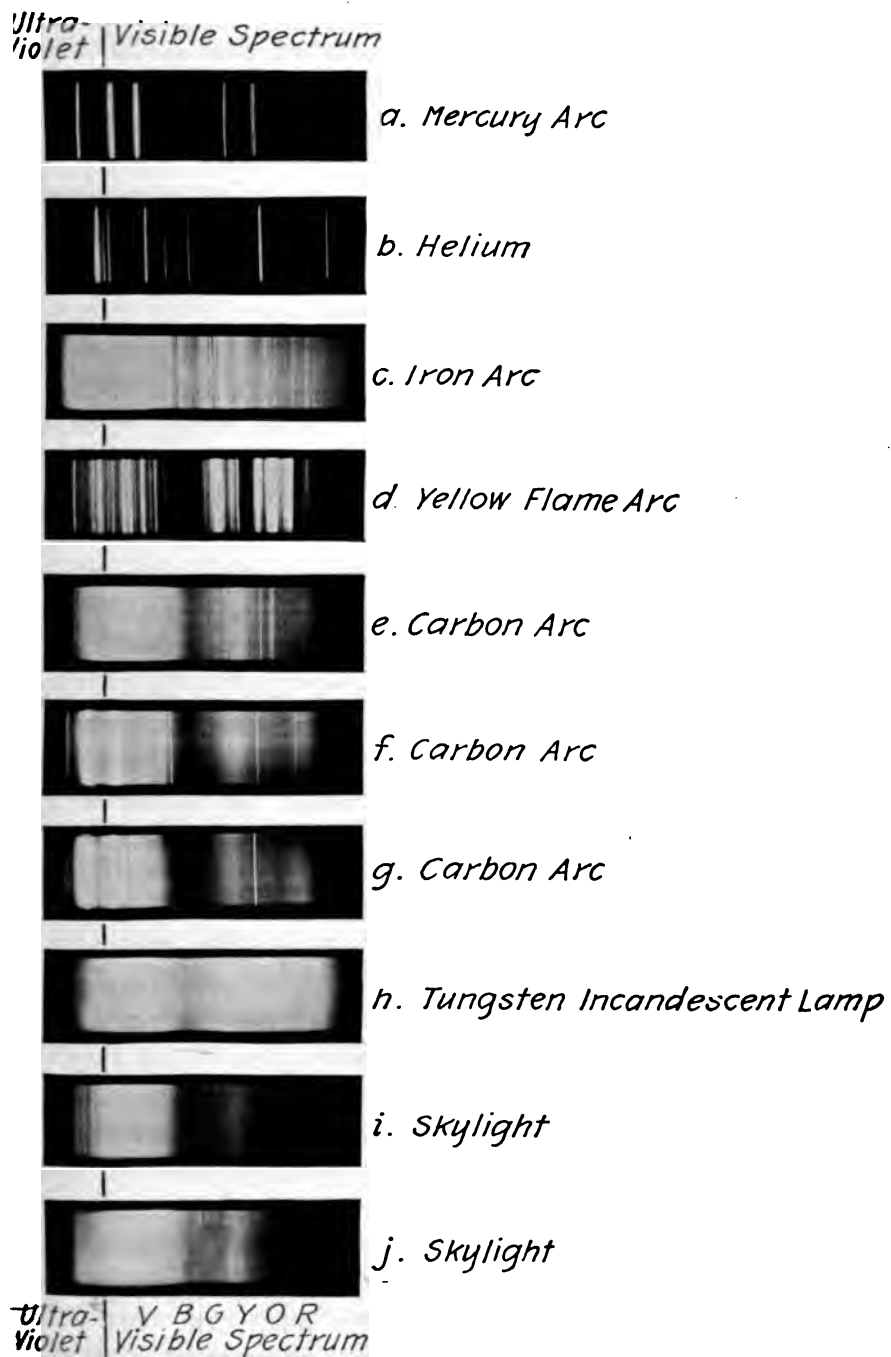 Ultra- | Visible Spectrum
Violet
a. Mercury Arc
b. Helium
c. Iron Arc
d. Yellow Flame Arc
e. Carbon Arc
f. Carbon Arc
g. Carbon Arc
h. Tungsten Incandescent Lamp
i. Skylight
j. Skylight
Ultra- | V B G Y O R
Violet | Visible Spectrum